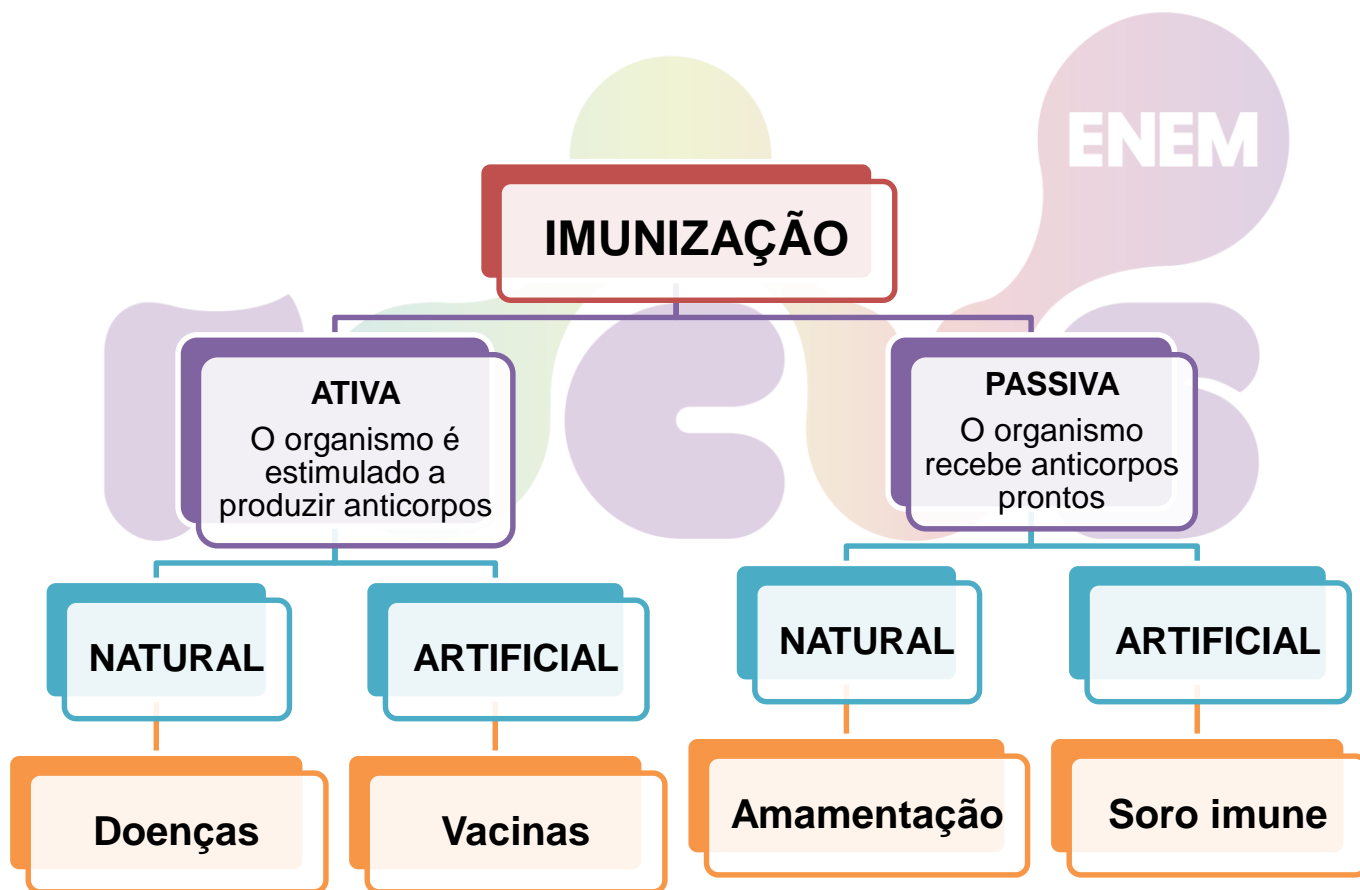 ENEM
IMUNIZAÇÃO
ATIVA
O organismo é
estimulado a
produzir anticorpos
PASSIVA
O organismo
recebe anticorpos
prontos
NATURAL
ARTIFICIAL
NATURAL
ARTIFICIAL
Doenças
Vacinas
Amamentação
Soro imune